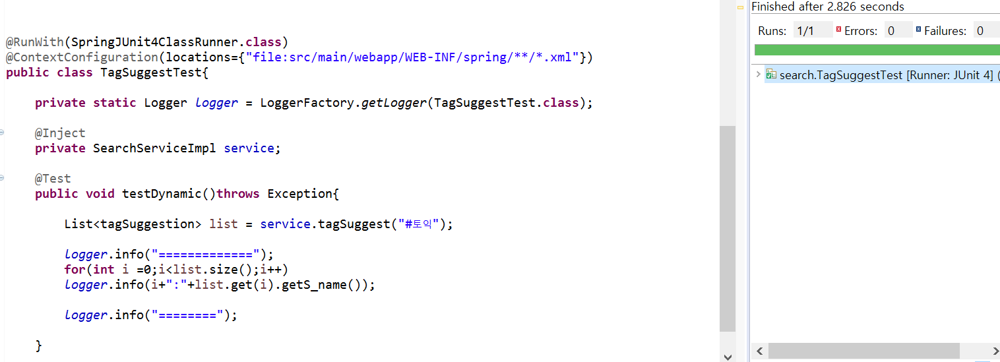 @RunWith(SpringJUnit4ClassRunner.class)
@ContextConfiguration(locations={"file:src/main/webapp/WEB-INF/spring/**/*.xml"})
public class TagSuggestTest{
private static Logger logger = LoggerFactory.getLogger(TagSuggestTest.class);
@Inject
private SearchServiceImpl service;
@Test
public void testDynamic()throws Exception{
List<tagSuggestion> list = service.tagSuggest("#토익");
logger.info("=============");
for(int i =0;i<list.size();i++)
logger.info(i+":"+list.get(i).getS_name());
logger.info("========");
}
Finished after 2.826 seconds
Runs: 1/1 Errors: 0 Failures: 0
search.TagSuggestTest [Runner: JUnit 4] (